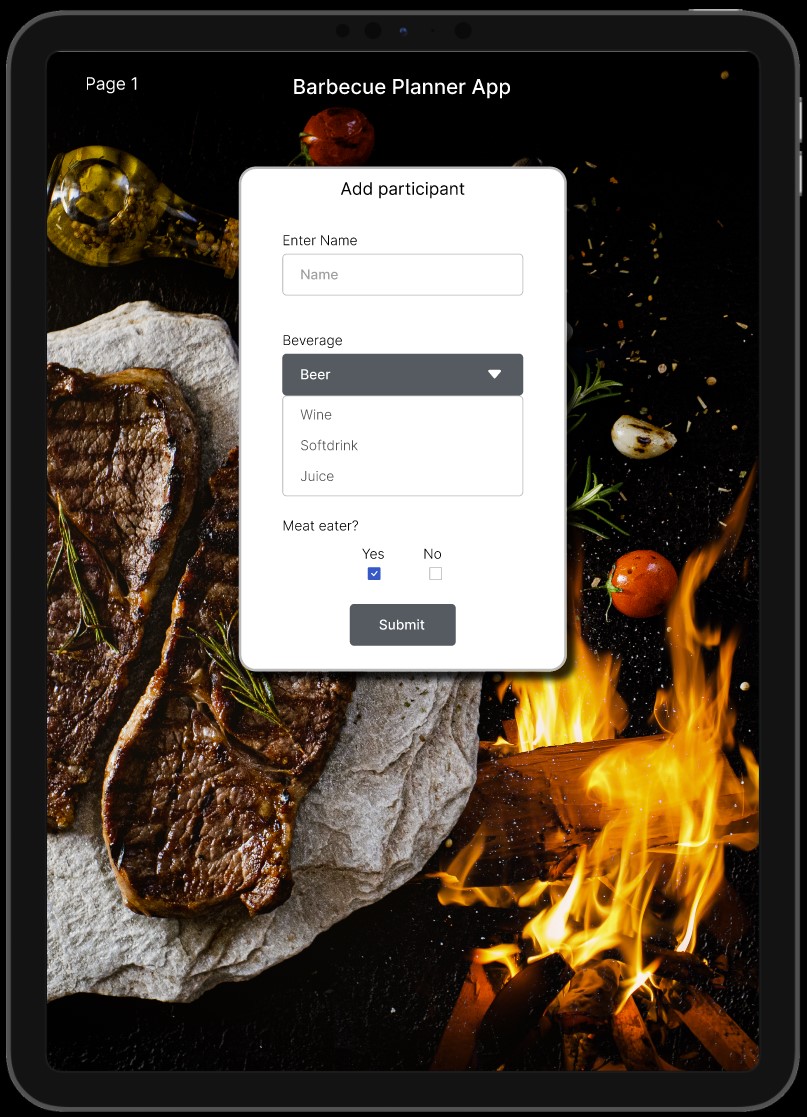 Page 1
Barbecue Planner App
Add participant
Enter Name
Name
Beverage
Beer
Wine
Softdrink
Juice
Meat eater?
Yes No
Submit